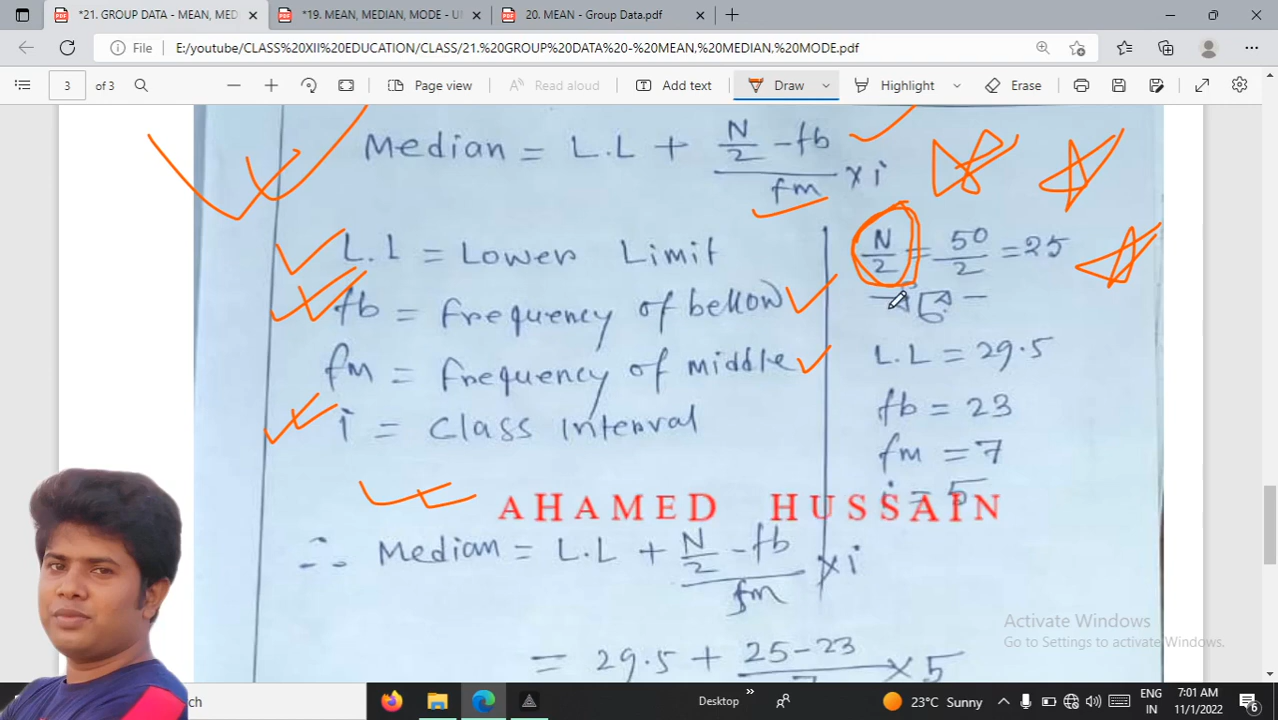 *21. GROUP DATA - MEAN, MED
*19. MEAN, MEDIAN, MODE - U
20. MEAN - Group Data.pdf
File
E:/youtube/CLASS%20XII%20EDUCATION/CLASS/21.%20GROUP%20DATA%20-%20MEAN,%20MEDIAN,%20MODE.pdf
3 of 3
Page view
Read aloud
Add text
Draw
Highlight
Erase
Median = L.L + (N/2 - fb)/fm × i
L.L = Lower Limit
fb = frequency of bellow
fm = frequency of middle
i = Class Interval
N/2 = 50/2 = 25
L.L = 29.5
fb = 23
fm = 7
i = 5
AHAMED HUSSAIN
∴ Median = L.L + (N/2 - fb)/fm × i
= 29.5 + (25-23)/7 × 5
Activate Windows
Go to Settings to activate Windows.
Desktop
23°C Sunny
ENG
IN
7:01 AM
11/1/2022
6